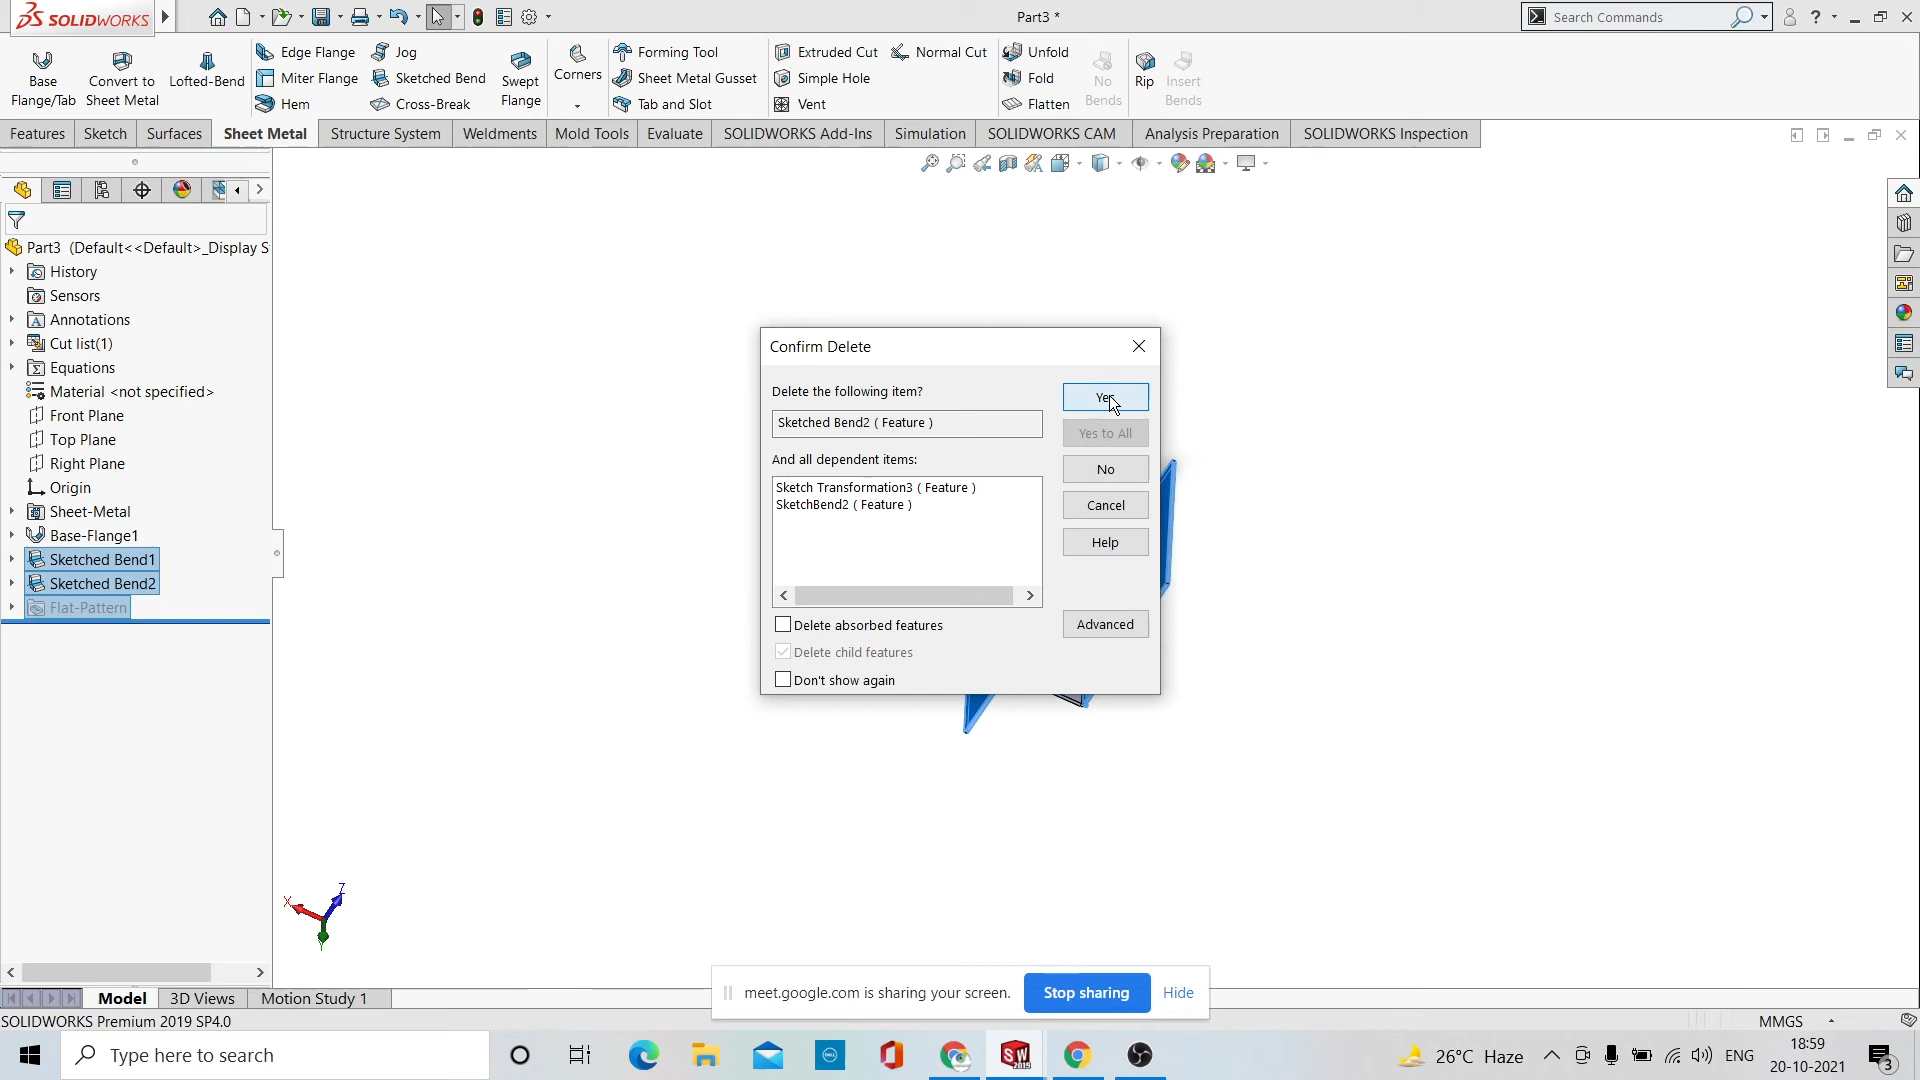 SOLIDWORKS
Part3 *
Search Commands
?
Base Flange/Tab
Convert to Sheet Metal
Lofted-Bend
Edge Flange
Miter Flange
Hem
Jog
Sketched Bend
Cross-Break
Swept Flange
Corners
Forming Tool
Sheet Metal Gusset
Tab and Slot
Extruded Cut
Simple Hole
Vent
Normal Cut
Unfold
Fold
Flatten
No Bends
Rip
Insert Bends
Features
Sketch
Surfaces
Sheet Metal
Structure System
Weldments
Mold Tools
Evaluate
SOLIDWORKS Add-Ins
Simulation
SOLIDWORKS CAM
Analysis Preparation
SOLIDWORKS Inspection
Part3 (Default<<Default>_Display S
History
Sensors
Annotations
Cut list(1)
Equations
Material <not specified>
Front Plane
Top Plane
Right Plane
Origin
Sheet-Metal
Base-Flange1
Sketched Bend1
Sketched Bend2
Flat-Pattern
Confirm Delete
Delete the following item?
Sketched Bend2 ( Feature )
And all dependent items:
Sketch Transformation3 ( Feature )
SketchBend2 ( Feature )
Yes
Yes to All
No
Cancel
Help
Advanced
Delete absorbed features
Delete child features
Don't show again
X
Y
Z
Model
3D Views
Motion Study 1
meet.google.com is sharing your screen.
Stop sharing
Hide
SOLIDWORKS Premium 2019 SP4.0
MMGS
Type here to search
26°C Haze
ENG
18:59
20-10-2021
3